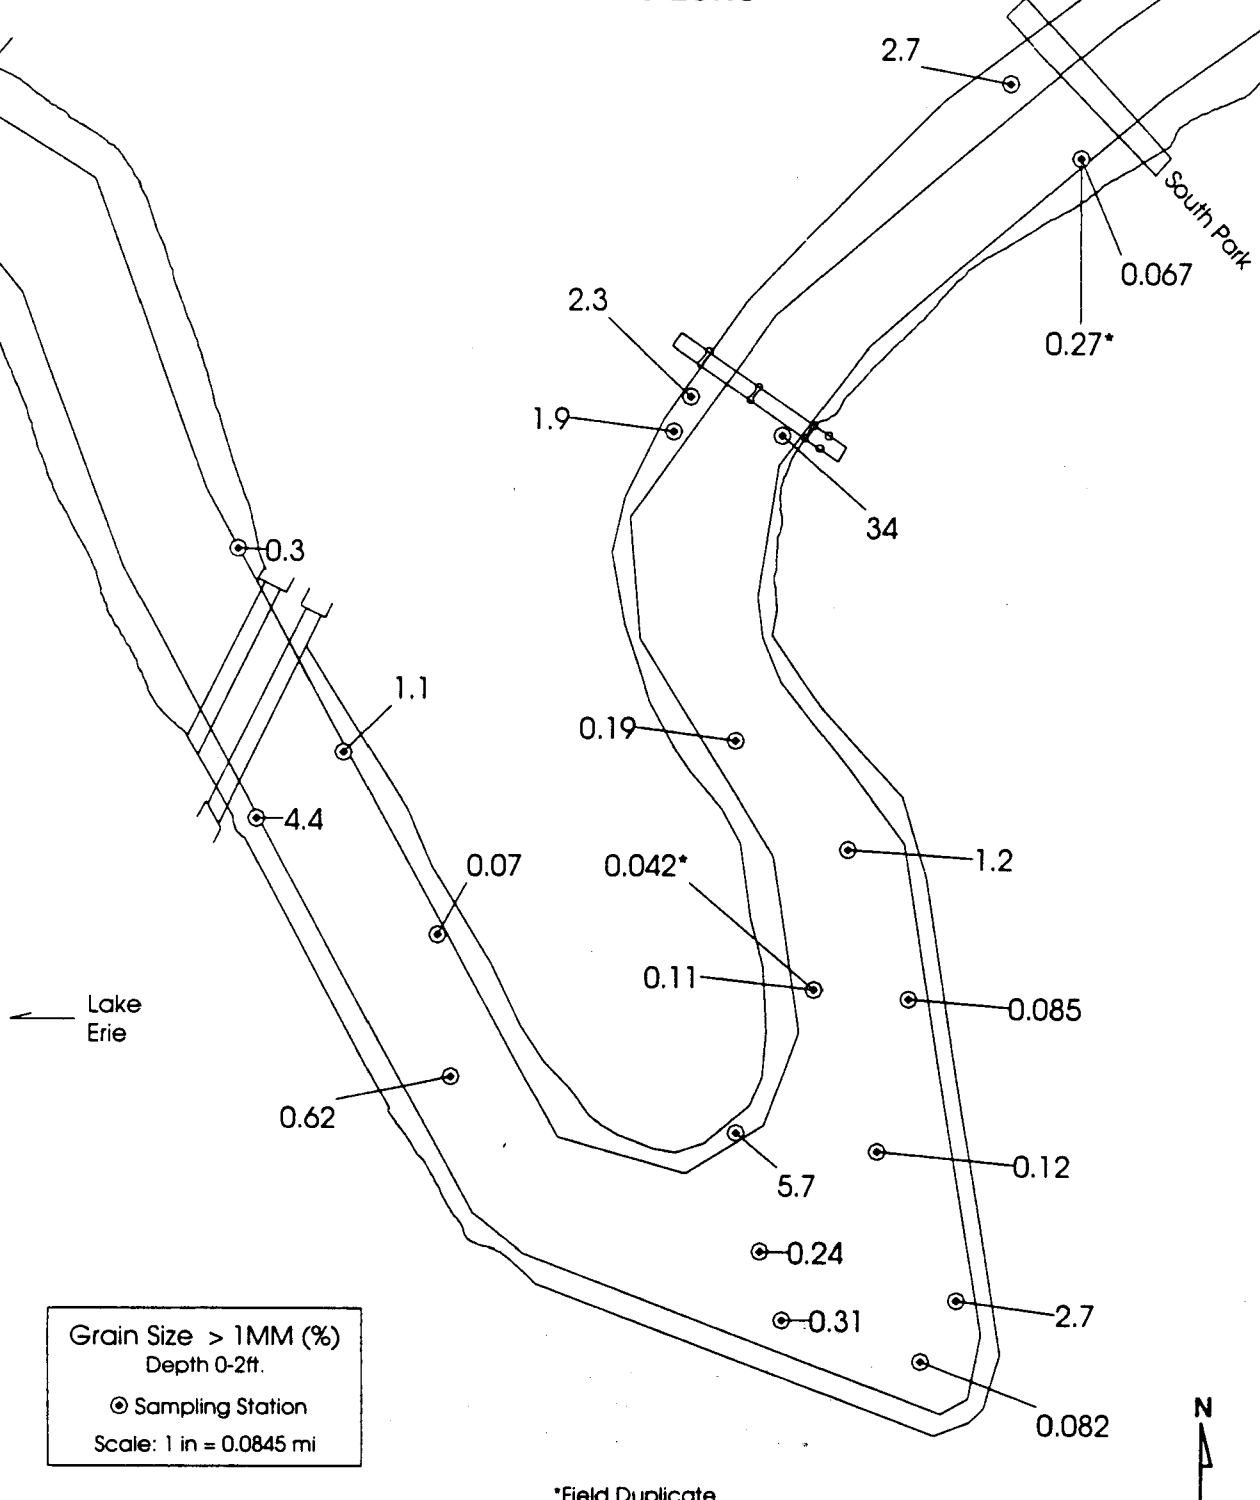 2.7
South Park
0.067
0.27*
2.3
1.9
34
0.3
1.1
0.19
4.4
0.07
0.042*
1.2
0.11
0.085
Lake
Erie
0.62
0.12
5.7
0.24
0.31
2.7
0.082
Grain Size > 1MM (%)
Depth 0-2ft.
Sampling Station
Scale: 1 in = 0.0845 mi
N
*Field Duplicate